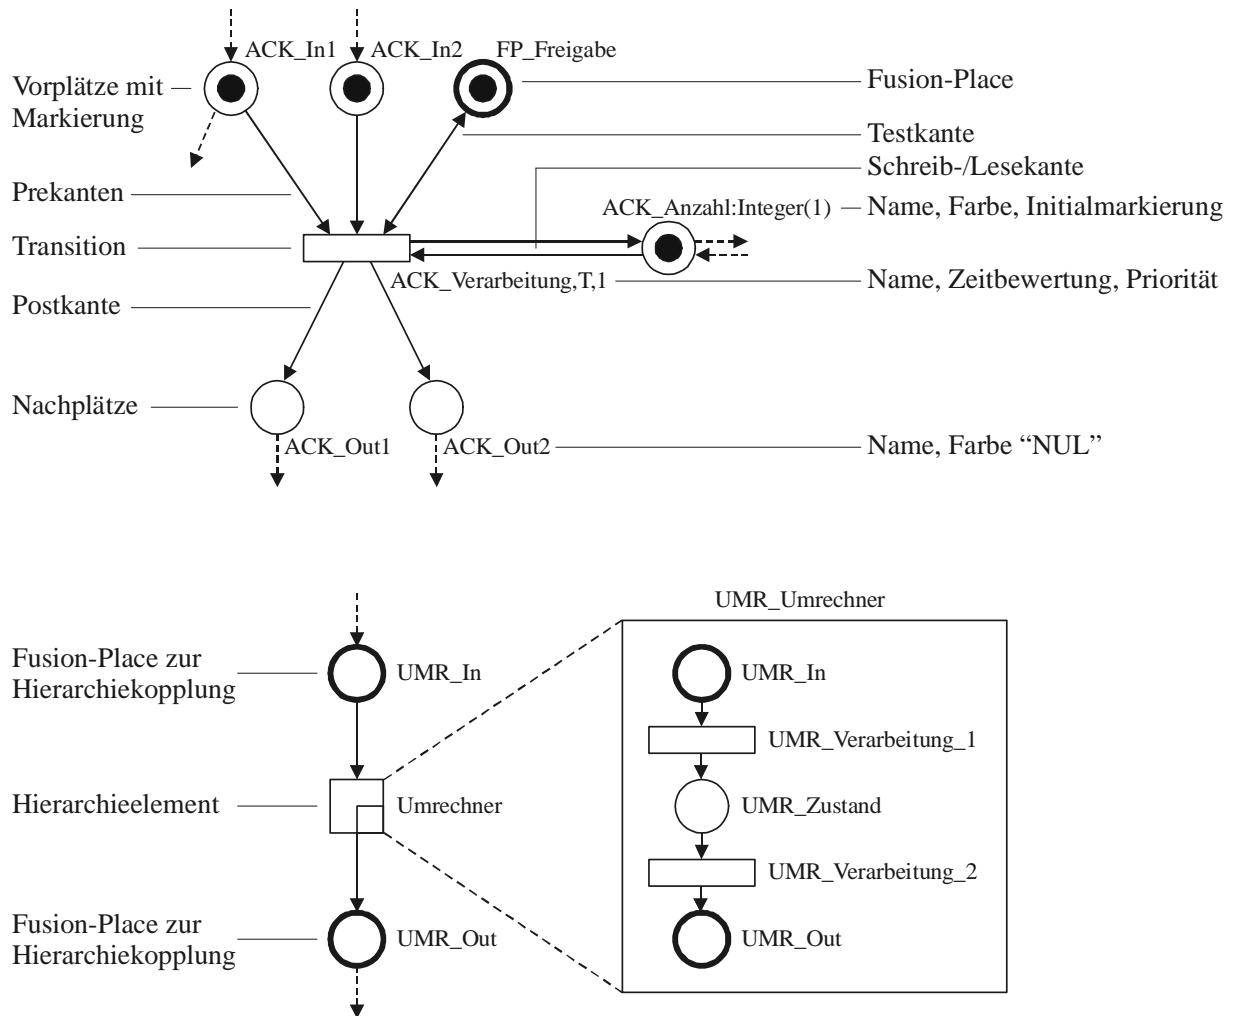 ACK_In1
ACK_In2
FP_Freigabe
Vorplätze mit
Markierung
Fusion-Place
Testkante
Schreib-/Lesekante
Prekanten
ACK_Anzahl:Integer(1)
Name, Farbe, Initialmarkierung
Transition
ACK_Verarbeitung,T,1
Name, Zeitbewertung, Priorität
Postkante
Nachplätze
ACK_Out1
ACK_Out2
Name, Farbe “NUL”
UMR_Umrechner
Fusion-Place zur
Hierarchiekopplung
UMR_In
UMR_In
UMR_Verarbeitung_1
Hierarchieelement
Umrechner
UMR_Zustand
UMR_Verarbeitung_2
Fusion-Place zur
Hierarchiekopplung
UMR_Out
UMR_Out